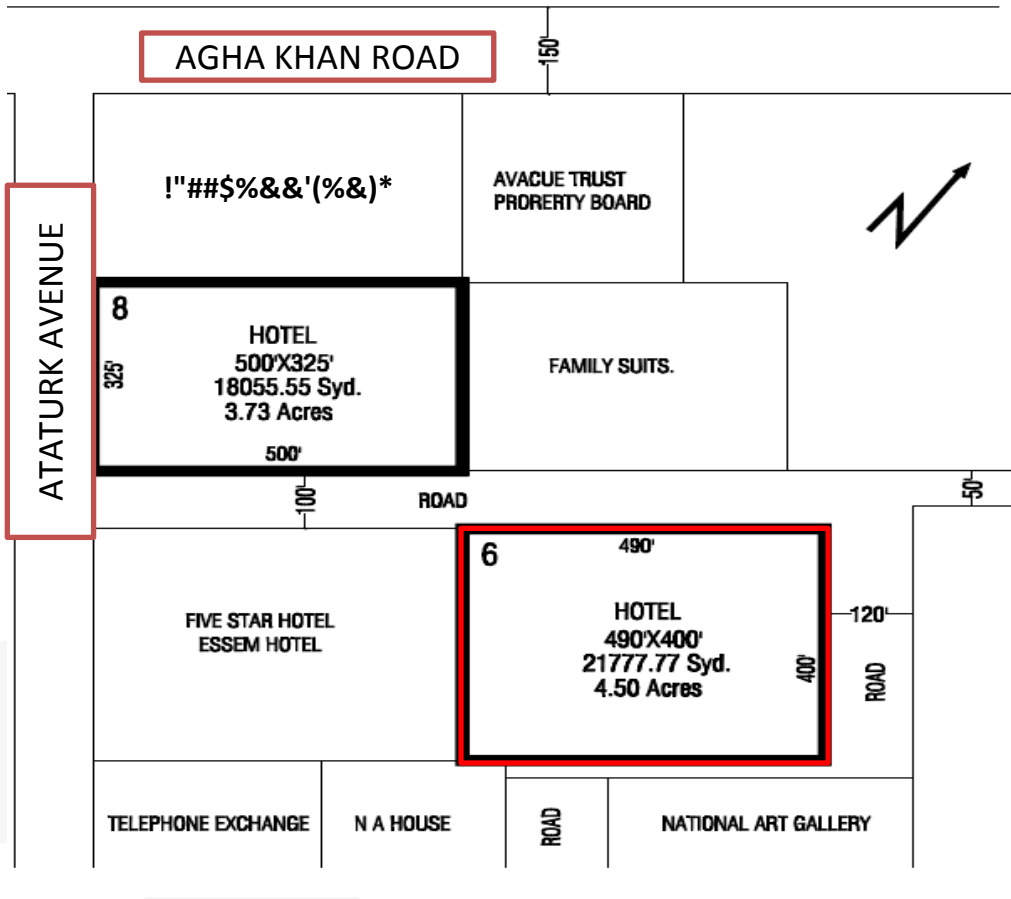 AGHA KHAN ROAD
150'
!"##$%&&'(%&)*
AVACUE TRUST
PRORERTY BOARD
ATATURK AVENUE
8
HOTEL
500'X325'
18055.55 Syd.
3.73 Acres
325'
500'
FAMILY SUITS.
100'
ROAD
50'
6
490'
HOTEL
490'X400'
21777.77 Syd.
4.50 Acres
400'
120'
ROAD
FIVE STAR HOTEL
ESSEM HOTEL
TELEPHONE EXCHANGE
N A HOUSE
ROAD
NATIONAL ART GALLERY